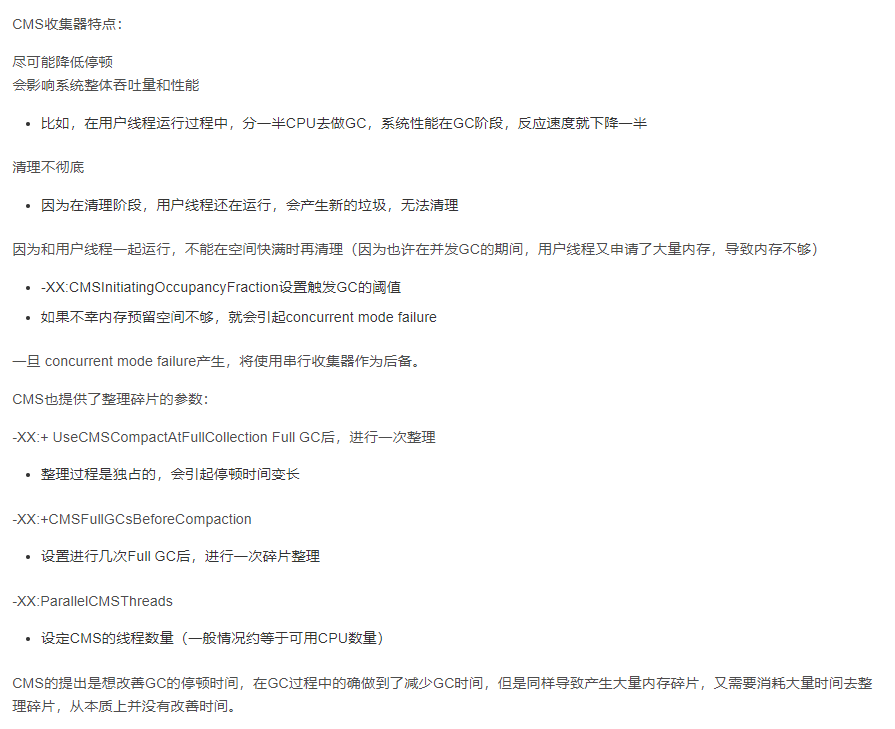 CMS收集器特点：
尽可能降低停顿
会影响系统整体吞吐量和性能
• 比如，在用户线程运行过程中，分一半CPU去做GC，系统性能在GC阶段，反应速度就下降一半
清理不彻底
• 因为在清理阶段，用户线程还在运行，会产生新的垃圾，无法清理
因为和用户线程一起运行，不能在空间快满时再清理（因为也许在并发GC的期间，用户线程又申请了大量内存，导致内存不够）
• -XX:CMSInitiatingOccupancyFraction设置触发GC的阈值
• 如果不幸内存预留空间不够，就会引起concurrent mode failure
一旦 concurrent mode failure产生，将使用串行收集器作为后备。
CMS也提供了整理碎片的参数：
-XX:+ UseCMSCompactAtFullCollection Full GC后，进行一次整理
• 整理过程是独占的，会引起停顿时间变长
-XX:+CMSFullGCsBeforeCompaction
• 设置进行几次Full GC后，进行一次碎片整理
-XX:ParallelCMSThreads
• 设定CMS的线程数量（一般情况约等于可用CPU数量）
CMS的提出是想改善GC的停顿时间，在GC过程中的确做到了减少GC时间，但是同样导致产生大量内存碎片，又需要消耗大量时间去整
理碎片，从本质上并没有改善时间。